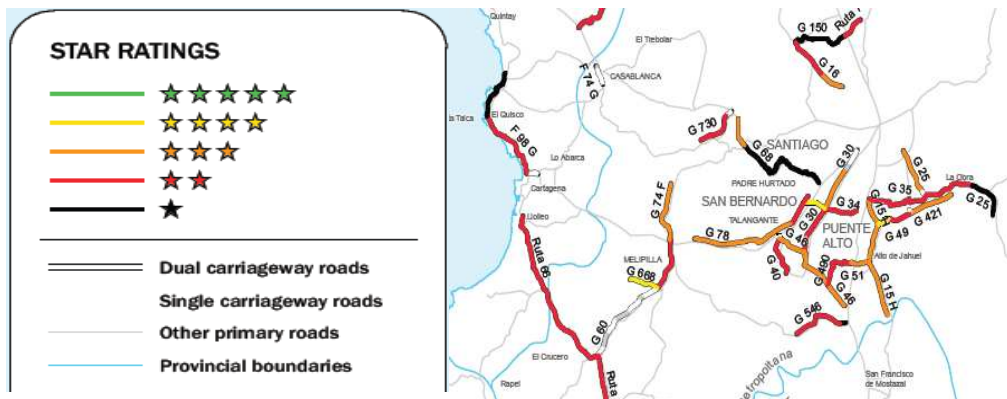 STAR RATINGS
Dual carriageway roads
Single carriageway roads
Other primary roads
Provincial boundaries
Quintay
El Trebolar
G 150
Ruta
G 16
F 74 G
CASABLANCA
la Talca
El Quisco
F 98 G
Lo Abarca
Cartagena
Llolleo
G 730
SANTIAGO
G 68
G 30
PADRE HURTADO
G 74 F
SAN BERNARDO
TALANGANTE
G 30
G 34
G 78
G 46
G 40
PUENTE
ALTO
G 25
G 35
La Obra
G 25
G 421
G 49
Alto de Jahuel
G 490
G 51
G 46
G 15 H
G 546
MELIPILLA
G 668
G 60
Ruta 66
El Crucero
Ruta
Rapel
etropolitana
San Francisco
de Mostazal